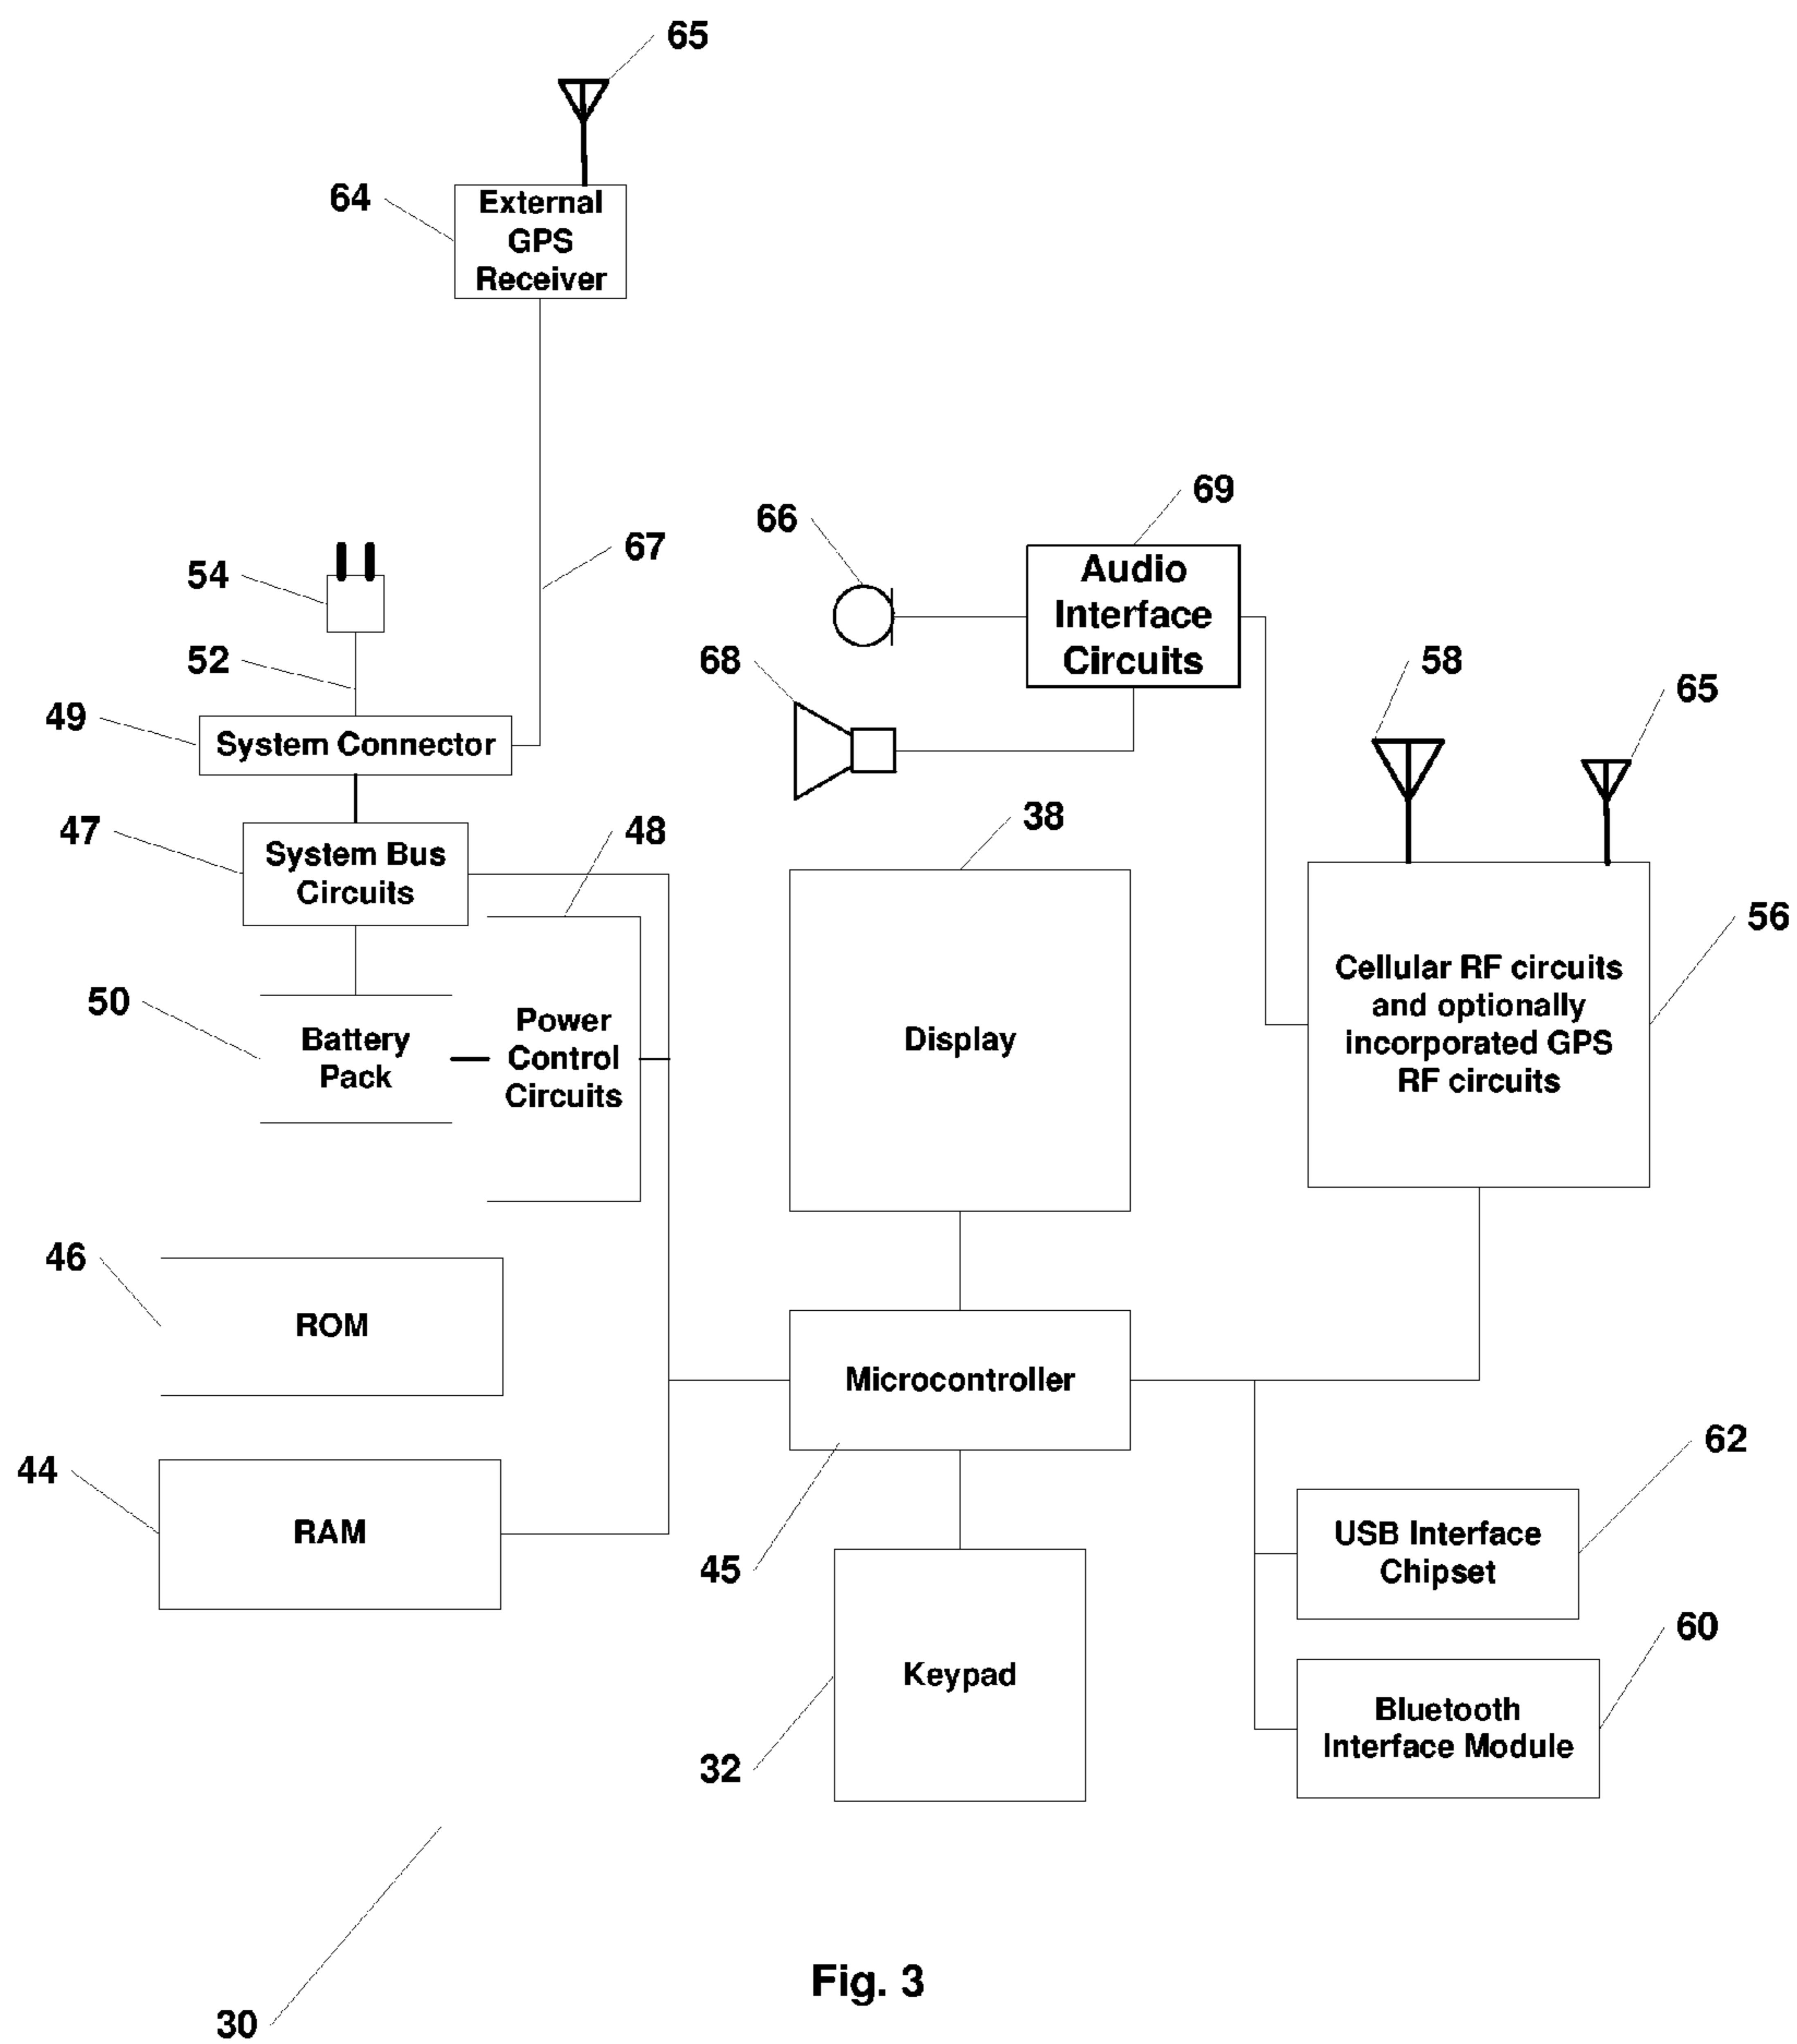 65
64
External
GPS
Receiver
69
66
67
54
Audio
Interface
Circuits
52
68
58
65
49
System Connector
38
47
48
System Bus
Circuits
56
Cellular RF circuits
and optionally
incorporated GPS
RF circuits
50
Battery
Pack
Power
Control
Circuits
Display
46
ROM
Microcontroller
62
44
RAM
USB Interface
Chipset
45
60
Keypad
Bluetooth
Interface Module
32
Fig. 3
30